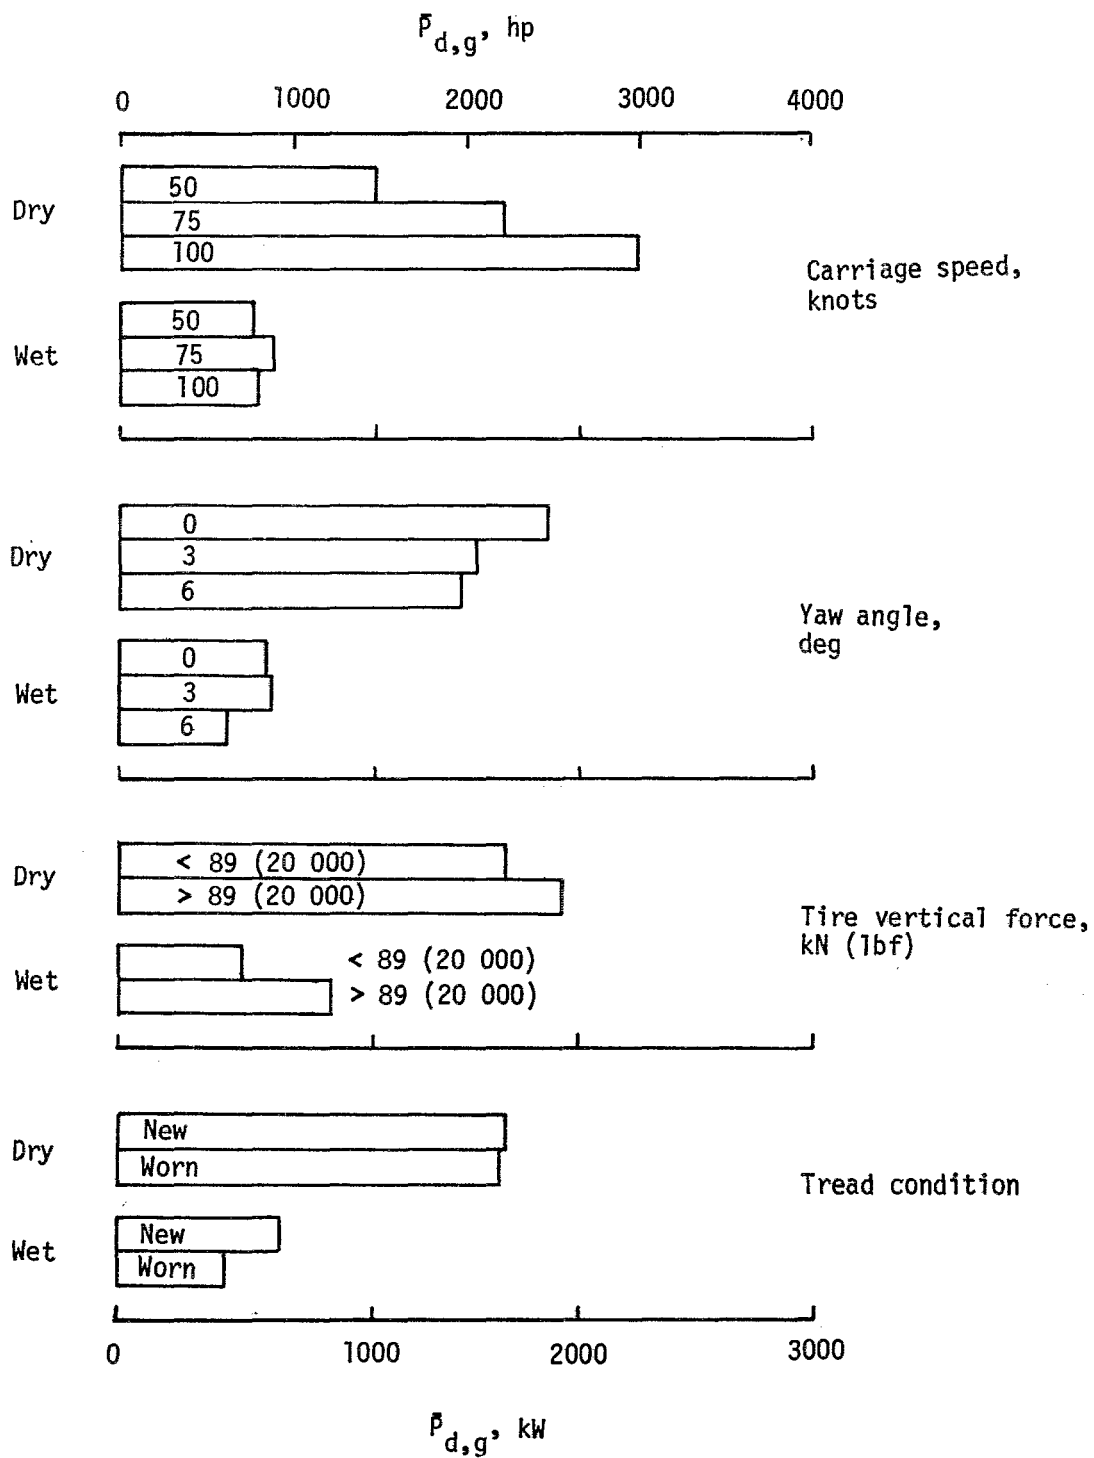 P̄d,g, hp
0 1000 2000 3000 4000
Dry
50
75
100
Carriage speed,
knots
Wet
50
75
100
Dry
0
3
6
Yaw angle,
deg
Wet
0
3
6
Dry
< 89 (20 000)
> 89 (20 000)
Tire vertical force,
kN (lbf)
Wet
< 89 (20 000)
> 89 (20 000)
Dry
New
Worn
Tread condition
Wet
New
Worn
0 1000 2000 3000
P̄d,g, kW